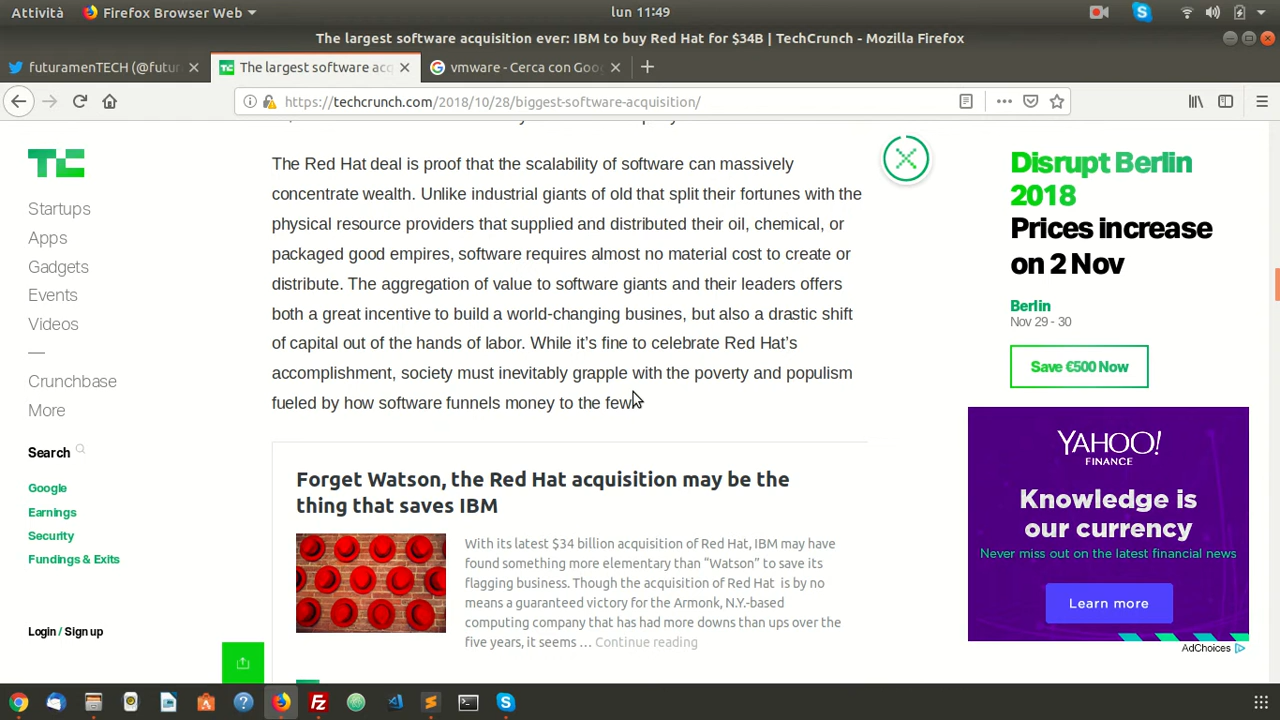 Attività
Firefox Browser Web
lun 11:49
The largest software acquisition ever: IBM to buy Red Hat for $34B | TechCrunch - Mozilla Firefox
futuramenTECH (@futur
The largest software acq
vmware - Cerca con Goo
https://techcrunch.com/2018/10/28/biggest-software-acquisition/
TC
Startups
Apps
Gadgets
Events
Videos
—
Crunchbase
More
Search
Google
Earnings
Security
Fundings & Exits
Login / Sign up
The Red Hat deal is proof that the scalability of software can massively
concentrate wealth. Unlike industrial giants of old that split their fortunes with the
physical resource providers that supplied and distributed their oil, chemical, or
packaged good empires, software requires almost no material cost to create or
distribute. The aggregation of value to software giants and their leaders offers
both a great incentive to build a world-changing busines, but also a drastic shift
of capital out of the hands of labor. While it's fine to celebrate Red Hat's
accomplishment, society must inevitably grapple with the poverty and populism
fueled by how software funnels money to the few.
Forget Watson, the Red Hat acquisition may be the
thing that saves IBM
With its latest $34 billion acquisition of Red Hat, IBM may have
found something more elementary than “Watson” to save its
flagging business. Though the acquisition of Red Hat is by no
means a guaranteed victory for the Armonk, N.Y.-based
computing company that has had more downs than ups over the
five years, it seems … Continue reading
Disrupt Berlin
2018
Prices increase
on 2 Nov
Berlin
Nov 29 - 30
Save €500 Now
YAHOO!
FINANCE
Knowledge is
our currency
Never miss out on the latest financial news
Learn more
AdChoices